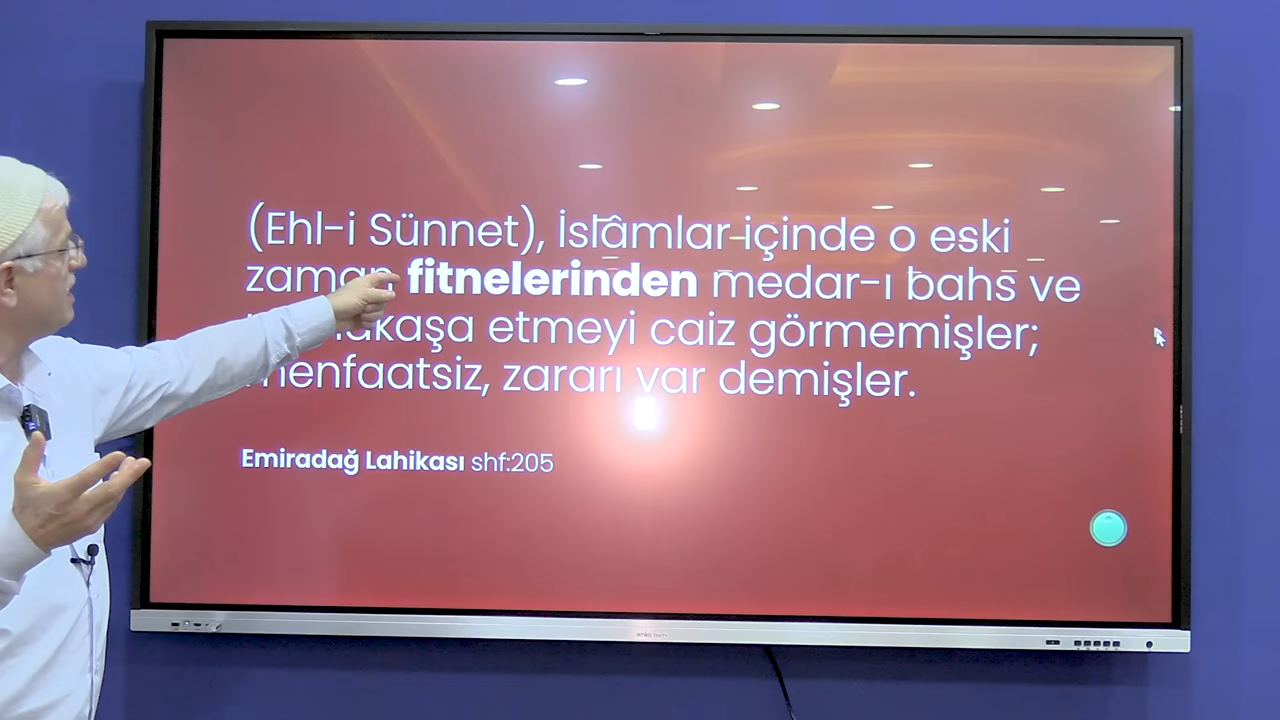 (Ehl-i Sünnet), İslâmlar içinde o eski
zaman fitnelerinden medar-ı bahs ve
etmeyi caiz görmemişler;
menfaatsiz, zararı var demişler.
Emiradağ Lahikası shf:205